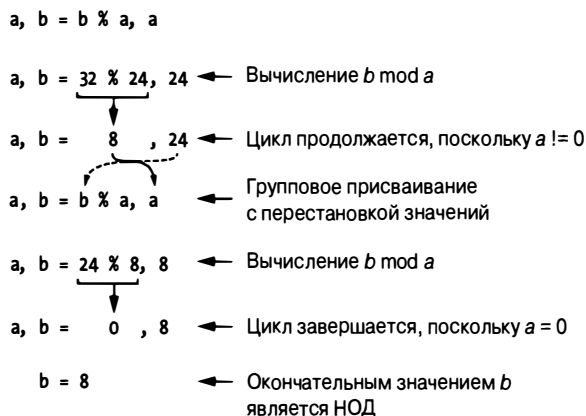 a, b = b % a, a
a, b = 32 % 24, 24 Вычисление b mod a
a, b = 8 , 24 Цикл продолжается, поскольку a != 0
a, b = b % a, a Групповое присваивание
с перестановкой значений
a, b = 24 % 8, 8 Вычисление b mod a
a, b = 0 , 8 Цикл завершается, поскольку a = 0
b = 8 Окончательным значением b
является НОД